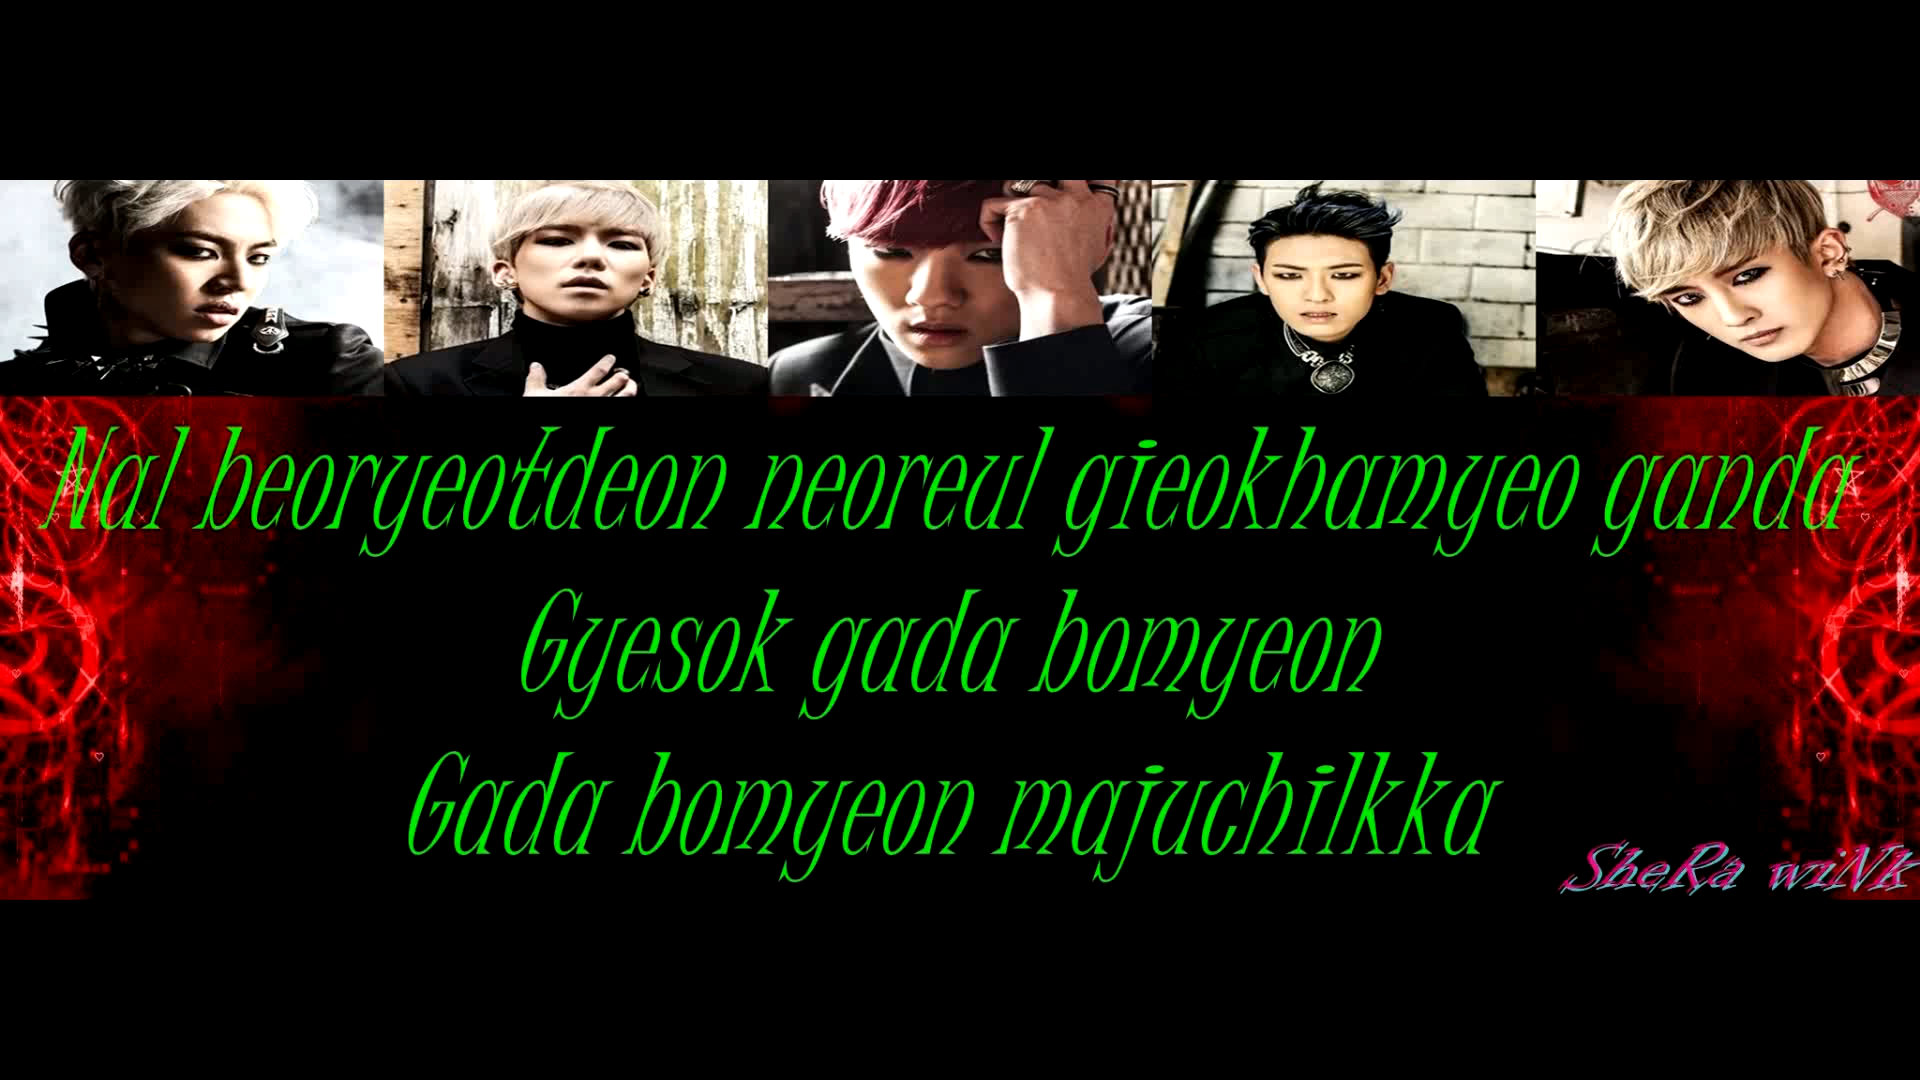 Nal beoryeotdeon neoreul gieokhamyeo ganda
Gyesok gada bomyeon
Gada bomyeon majuchilkka
SheRa wiNk